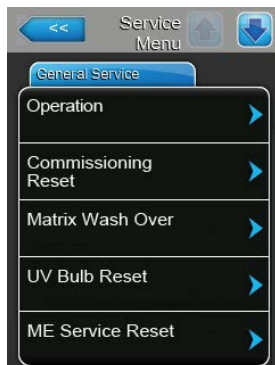 <<
Service
Menu
General Service
Operation
Commissioning
Reset
Matrix Wash Over
UV Bulb Reset
ME Service Reset